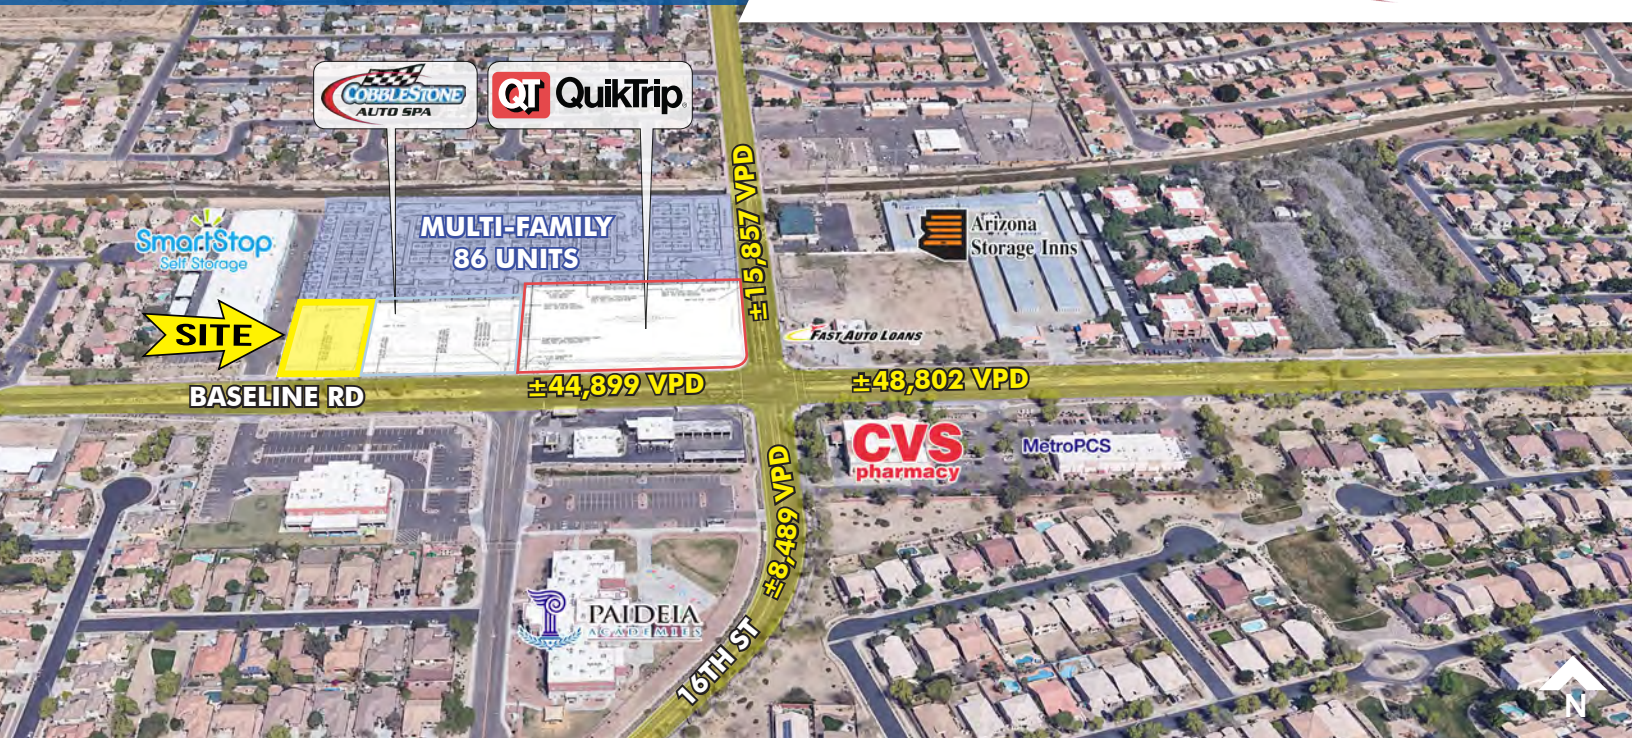 COBBLESTONE
AUTO SPA
QT QuikTrip
MULTI-FAMILY
86 UNITS
±15,857 VPD
SmartStop
Self Storage
Arizona
Storage Inns
SITE
FAST AUTO LOANS
BASELINE RD
±44,899 VPD
±48,802 VPD
CVS
pharmacy
MetroPCS
±8,489 VPD
PAIDEIA
ACADEMIES
16TH ST
N